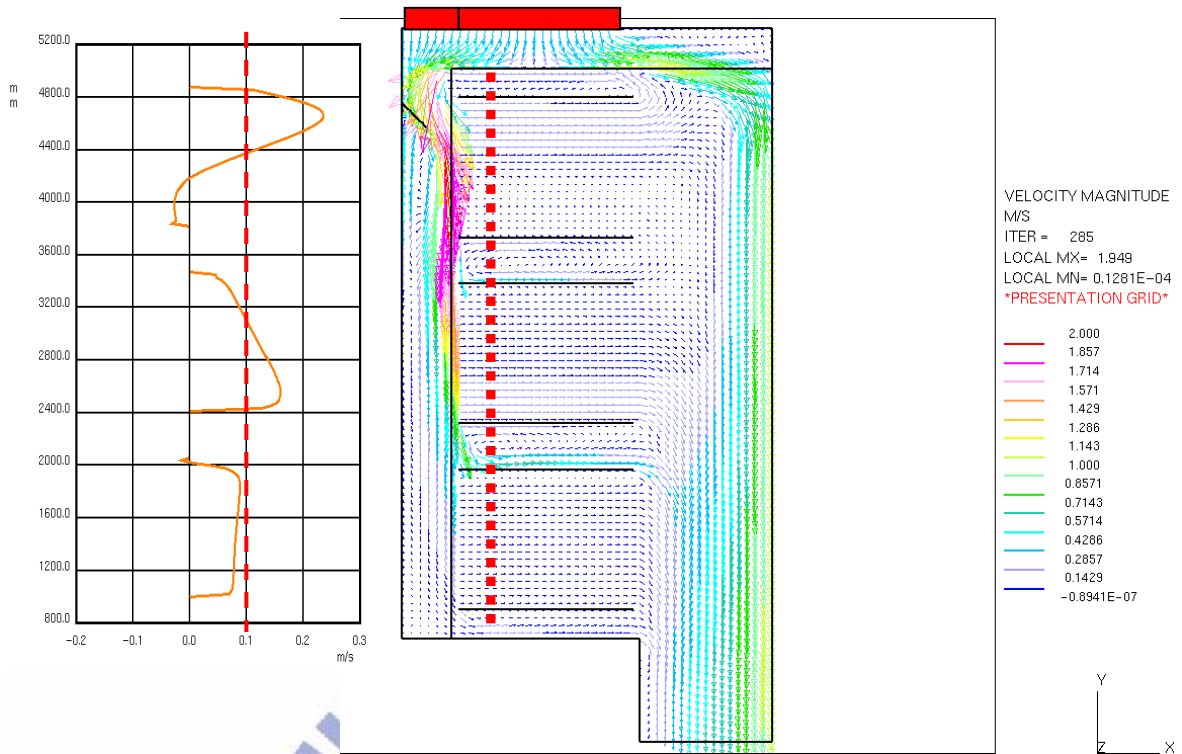 5200.0
m
m
4800.0
4400.0
4000.0
3600.0
3200.0
2800.0
2400.0
2000.0
1600.0
1200.0
800.0
-0.2
-0.1
0.0
0.1
0.2
0.3
m/s
VELOCITY MAGNITUDE
M/S
ITER = 285
LOCAL MX= 1.949
LOCAL MN= 0.1281E-04
*PRESENTATION GRID*
2.000
1.857
1.714
1.571
1.429
1.286
1.143
1.000
0.8571
0.7143
0.5714
0.4286
0.2857
0.1429
-0.8941E-07
Y
Z
X